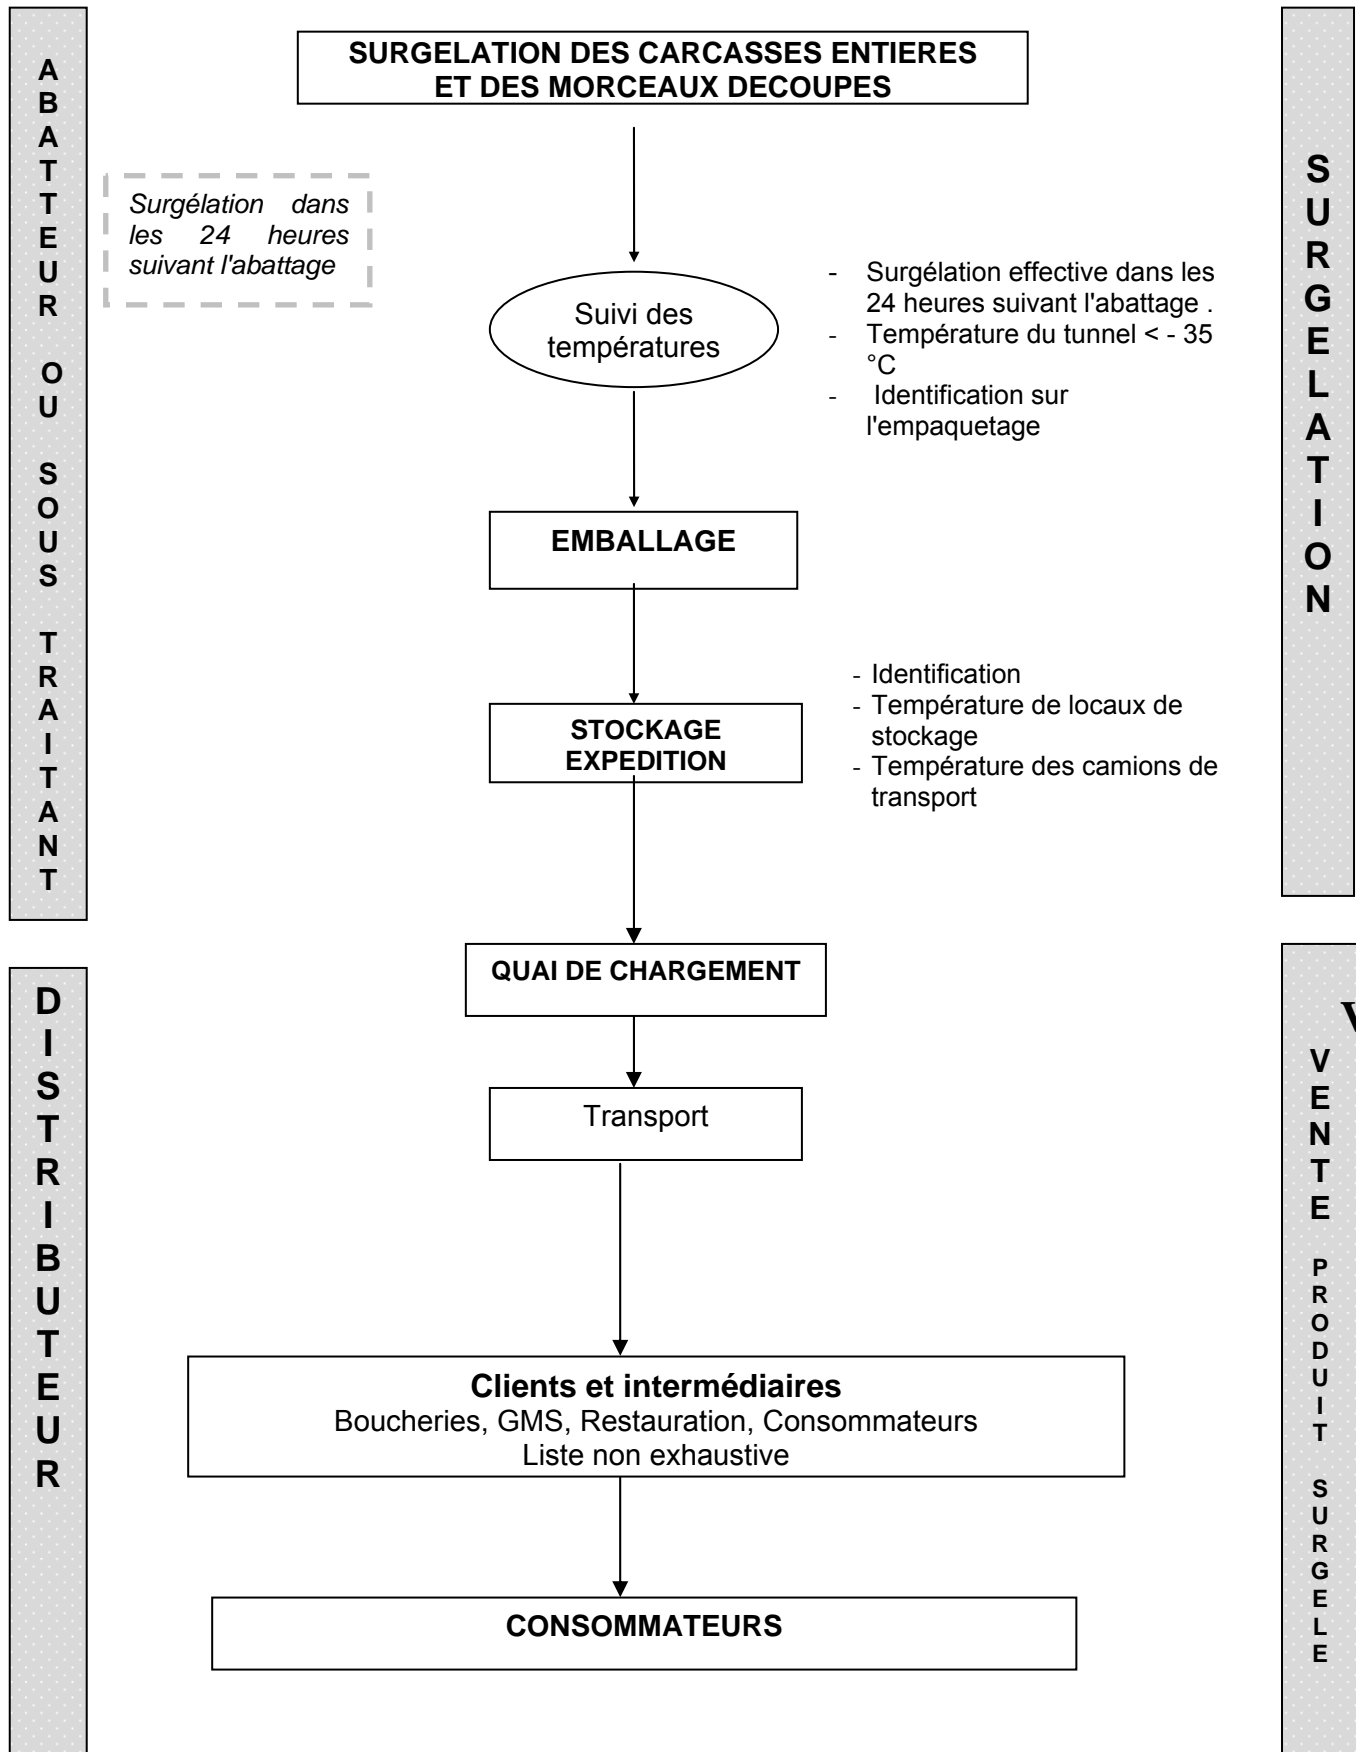 ABATTEUR OU SOUS TRAITANT
SURGELATION DES CARCASSES ENTIERES
ET DES MORCEAUX DECOUPES
SURGELATION
Surgélation dans
les 24 heures
suivant l'abattage
Suivi des
températures
- Surgélation effective dans les
24 heures suivant l'abattage .
- Température du tunnel < - 35
°C
- Identification sur
l'empaquetage
EMBALLAGE
STOCKAGE
EXPEDITION
- Identification
- Température de locaux de
stockage
- Température des camions de
transport
DISTRIBUTEUR
QUAI DE CHARGEMENT
V
VENTE PRODUIT SURGELE
Transport
Clients et intermédiaires
Boucheries, GMS, Restauration, Consommateurs
Liste non exhaustive
CONSOMMATEURS